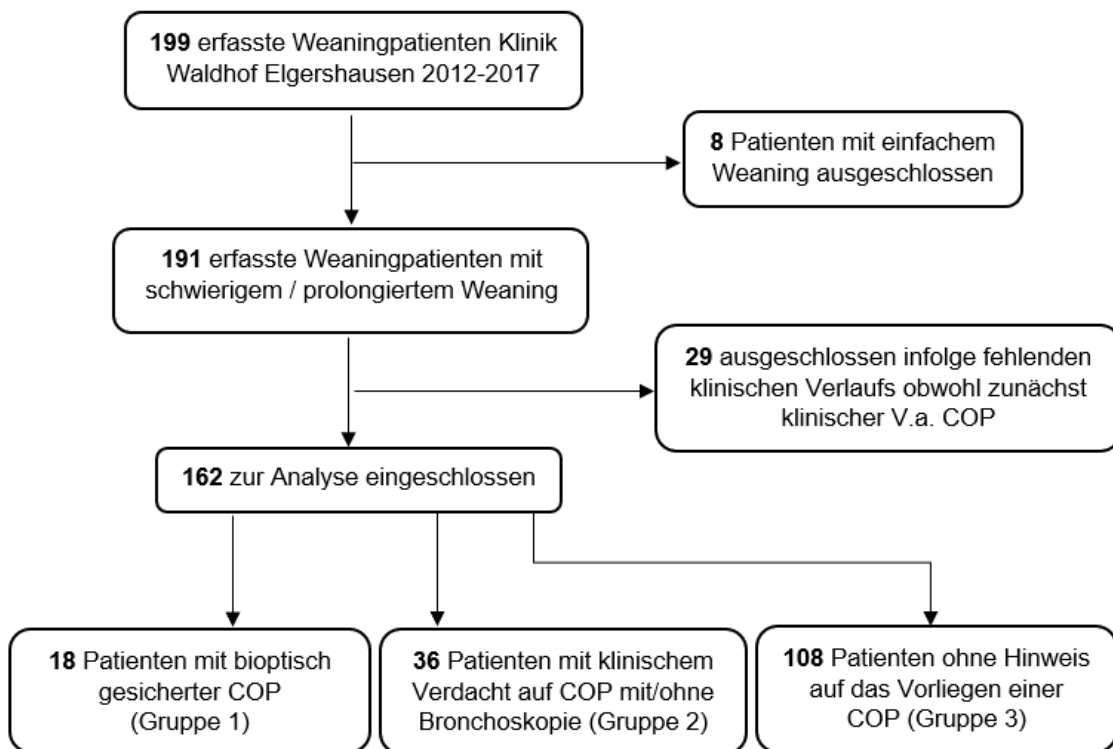 199 erfasste Weaningpatienten Klinik
Waldhof Elgershausen 2012-2017
8 Patienten mit einfachem
Weaning ausgeschlossen
191 erfasste Weaningpatienten mit
schwierigem / prolongiertem Weaning
29 ausgeschlossen infolge fehlenden
klinischen Verlaufs obwohl zunächst
klinischer V.a. COP
162 zur Analyse eingeschlossen
18 Patienten mit bioptisch
gesicherter COP
(Gruppe 1)
36 Patienten mit klinischem
Verdacht auf COP mit/ohne
Bronchoskopie (Gruppe 2)
108 Patienten ohne Hinweis
auf das Vorliegen einer
COP (Gruppe 3)